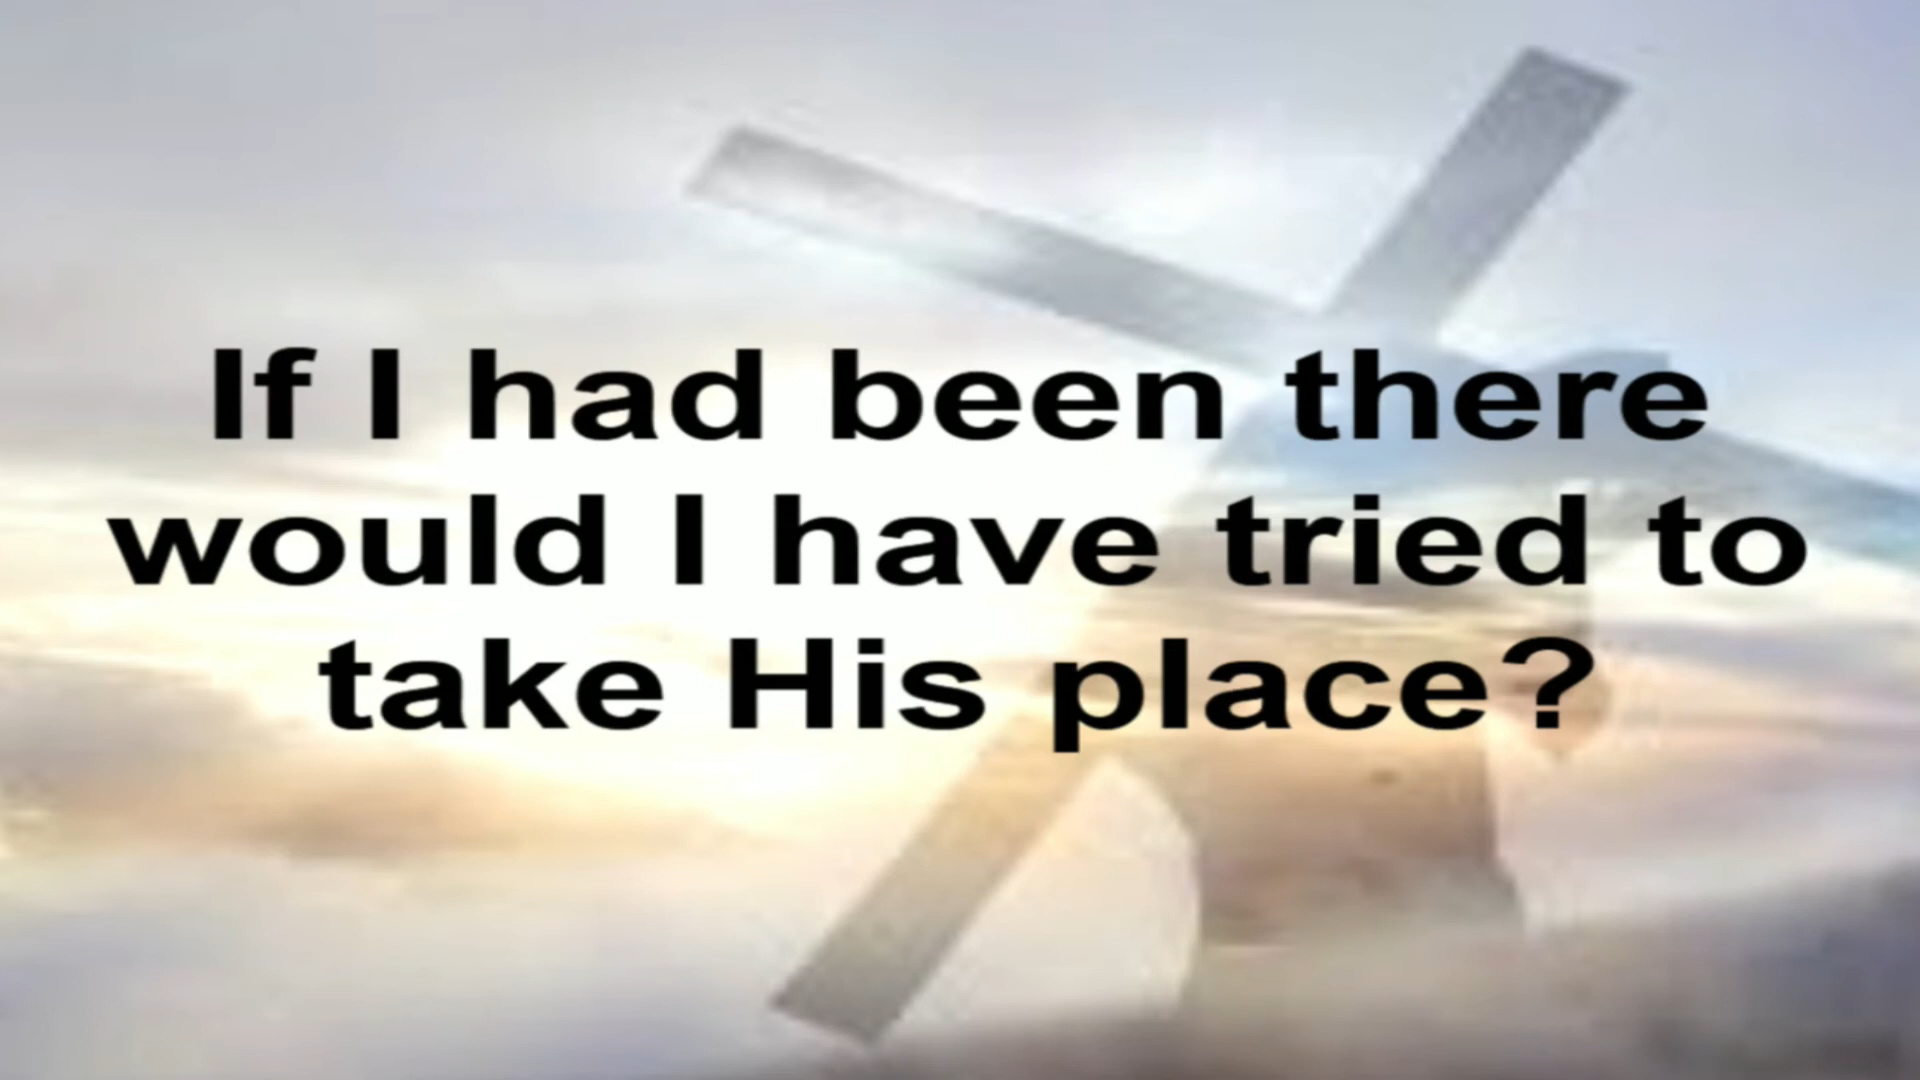 If I had been there
would I have tried to
take His place?